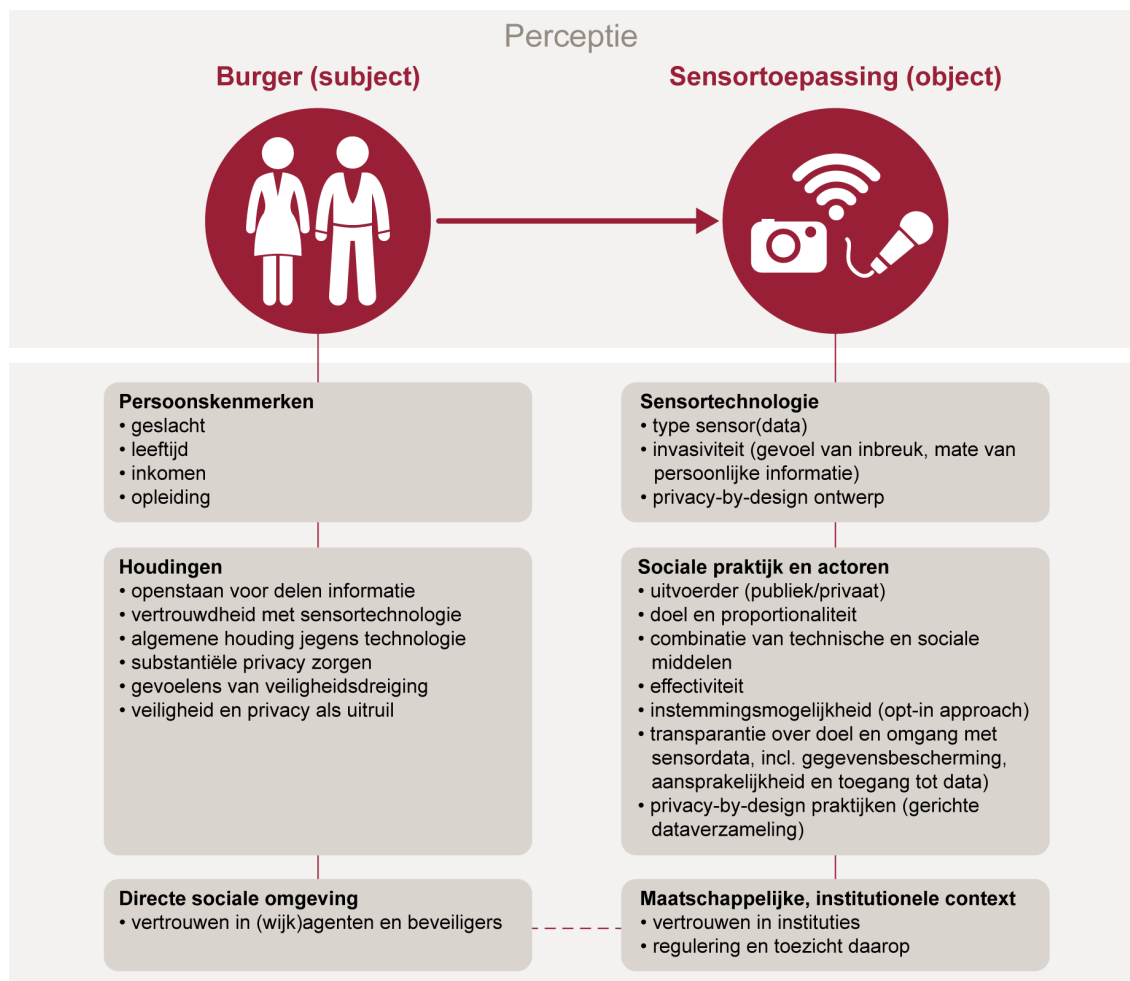 Perceptie
Burger (subject)
Sensortoepassing (object)
Persoonskenmerken
• geslacht
• leeftijd
• inkomen
• opleiding
Houdingen
• openstaan voor delen informatie
• vertrouwdheid met sensortechnologie
• algemene houding jegens technologie
• substantiële privacy zorgen
• gevoelens van veiligheidsdreiging
• veiligheid en privacy als uitruil
Directe sociale omgeving
• vertrouwen in (wijk)agenten en beveiligers
Sensortechnologie
• type sensor(data)
• invasiviteit (gevoel van inbreuk, mate van
persoonlijke informatie)
• privacy-by-design ontwerp
Sociale praktijk en actoren
• uitvoerder (publiek/privaat)
• doel en proportionaliteit
• combinatie van technische en sociale
middelen
• effectiviteit
• instemmingsmogelijkheid (opt-in approach)
• transparantie over doel en omgang met
sensordata, incl. gegevensbescherming,
aansprakelijkheid en toegang tot data)
• privacy-by-design praktijken (gerichte
dataverzameling)
Maatschappelijke, institutionele context
• vertrouwen in instituties
• regulering en toezicht daarop